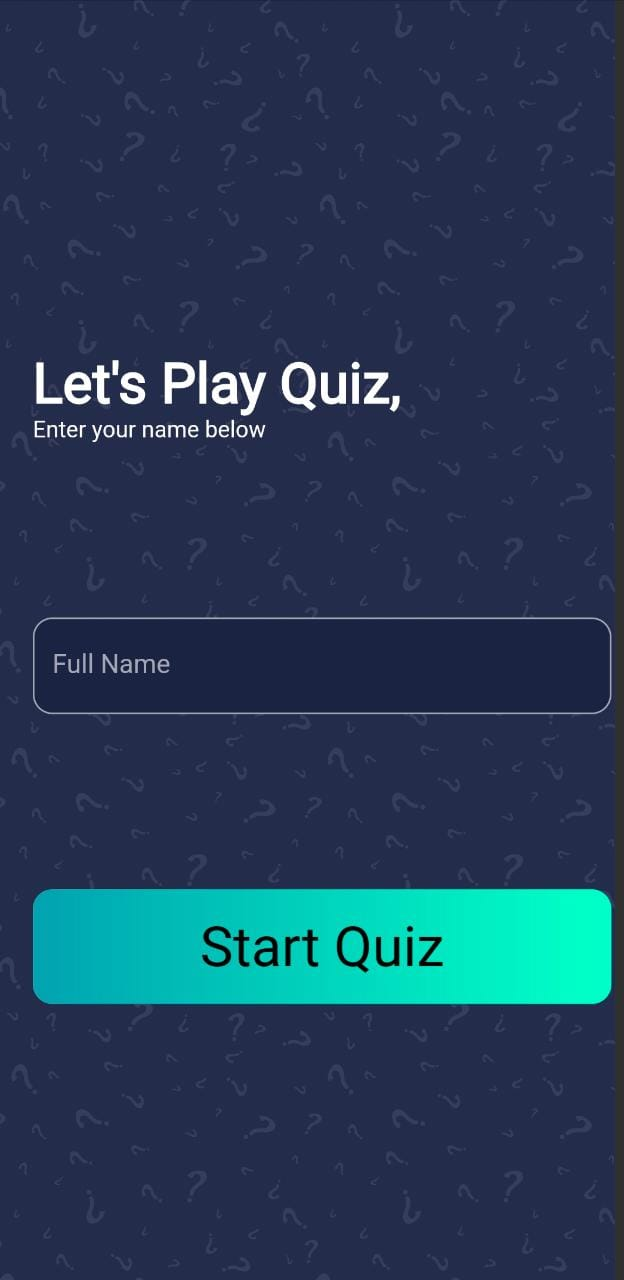 Let's Play Quiz,
Enter your name below
Full Name
Start Quiz